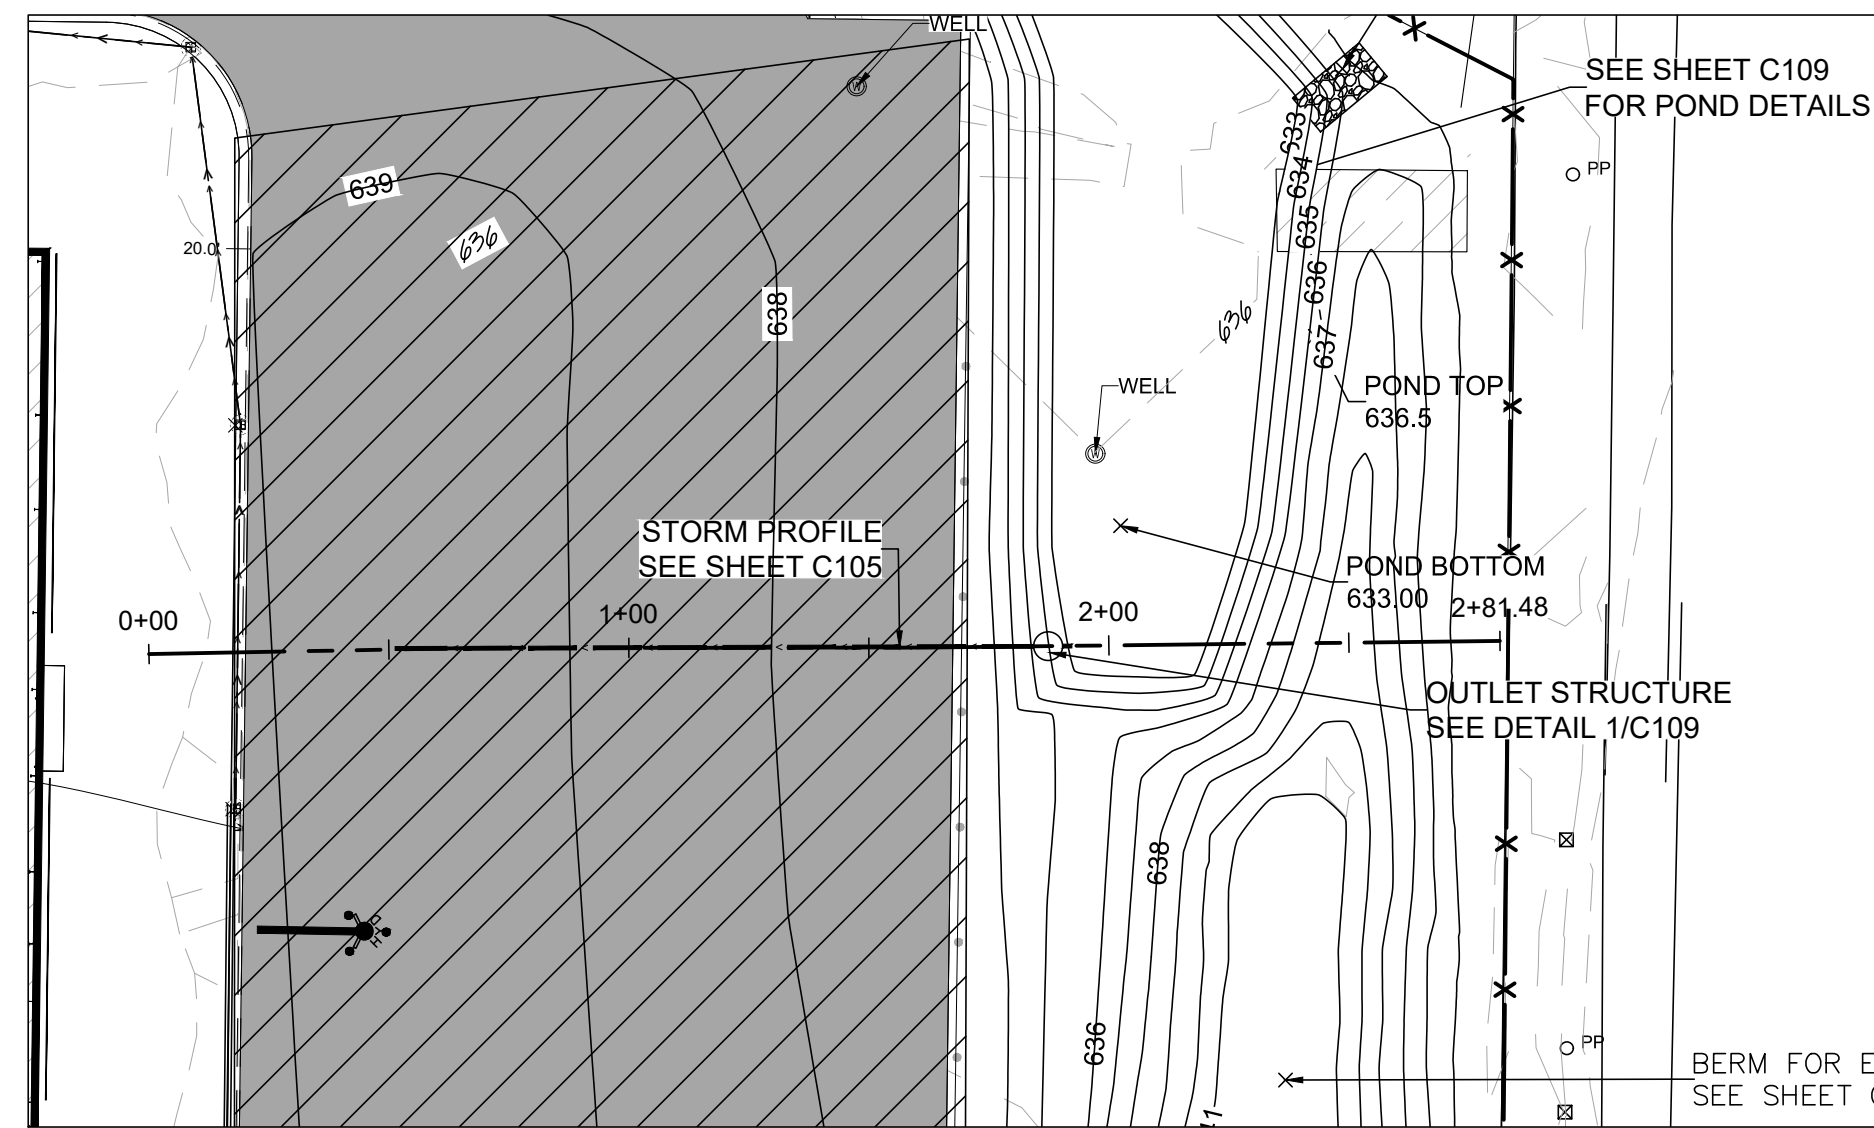 WELL
SEE SHEET C109
FOR POND DETAILS
633
PP
634
639
635
636
20.0'
636
638
636
637
WELL
POND TOP
636.5
STORM PROFILE
SEE SHEET C105
POND BOTTOM
633.00
0+00
1+00
2+00
2+81.48
OUTLET STRUCTURE
SEE DETAIL 1/C109
638
HYD
636
PP
BERM FOR E
SEE SHEET C